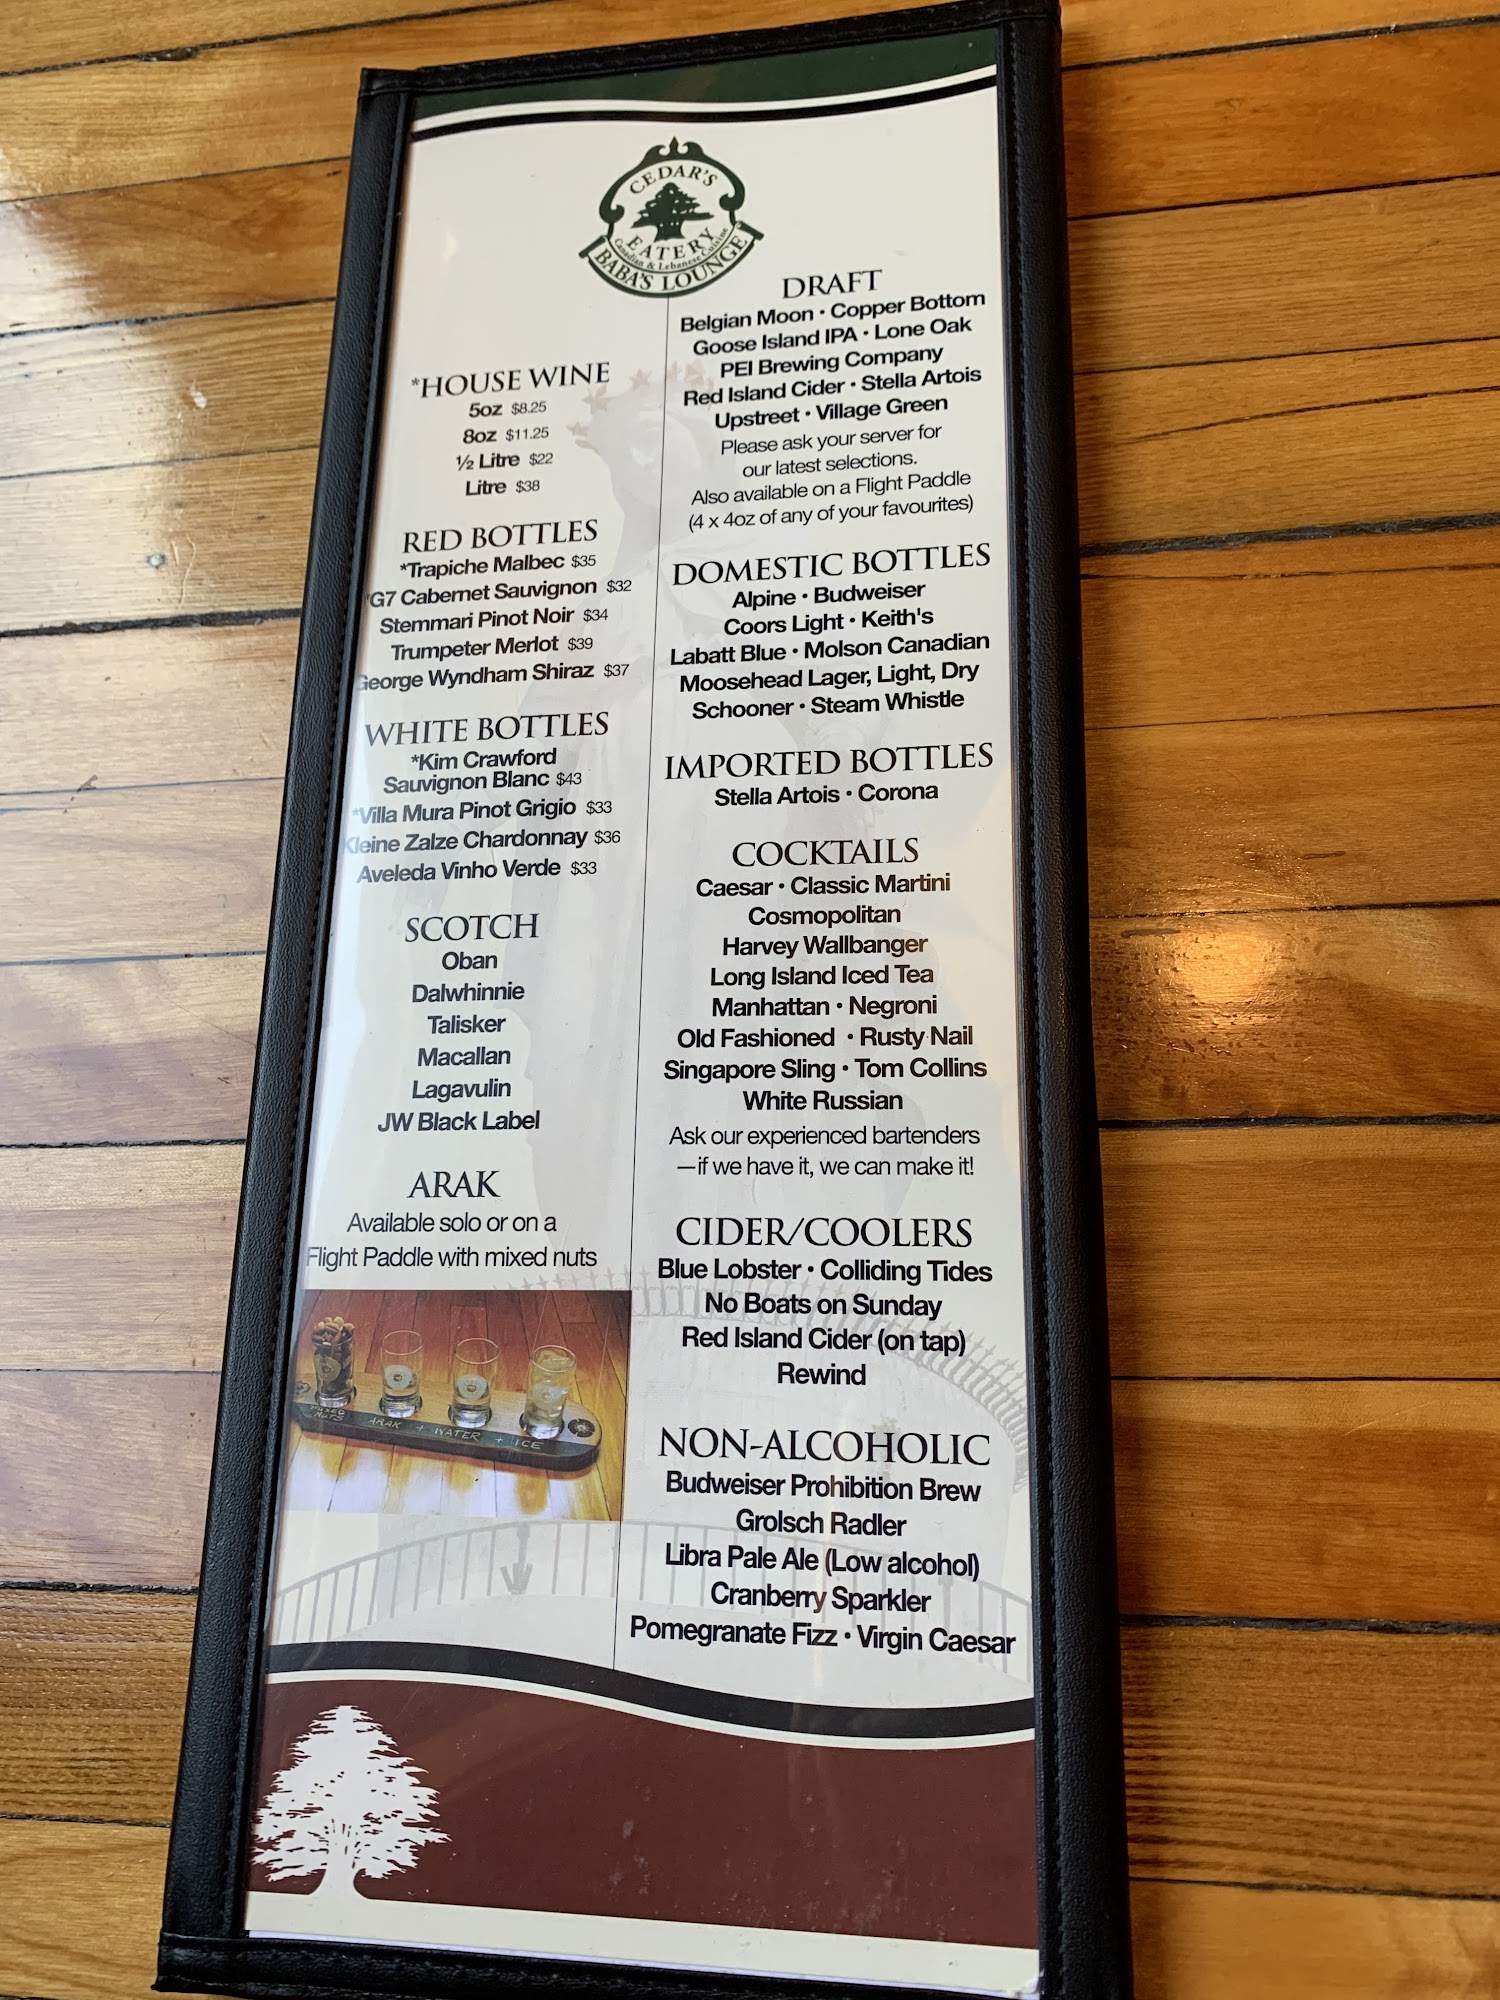 CEDAR'S
EATERY
Canadian & Lebanese Cuisine
BABA'S LOUNGE
*HOUSE WINE
5oz $8.25
8oz $11.25
½ Litre $22
Litre $38
RED BOTTLES
*Trapiche Malbec $35
*G7 Cabernet Sauvignon $32
Stemmari Pinot Noir $34
Trumpeter Merlot $39
George Wyndham Shiraz $37
WHITE BOTTLES
*Kim Crawford
Sauvignon Blanc $43
*Villa Mura Pinot Grigio $33
Kleine Zalze Chardonnay $36
Aveleda Vinho Verde $33
SCOTCH
Oban
Dalwhinnie
Talisker
Macallan
Lagavulin
JW Black Label
ARAK
Available solo or on a
Flight Paddle with mixed nuts
MIXED
NUTS
ARAK + WATER + ICE
DRAFT
Belgian Moon • Copper Bottom
Goose Island IPA • Lone Oak
PEI Brewing Company
Red Island Cider • Stella Artois
Upstreet • Village Green
Please ask your server for
our latest selections.
Also available on a Flight Paddle
(4 x 4oz of any of your favourites)
DOMESTIC BOTTLES
Alpine • Budweiser
Coors Light • Keith's
Labatt Blue • Molson Canadian
Moosehead Lager, Light, Dry
Schooner • Steam Whistle
IMPORTED BOTTLES
Stella Artois • Corona
COCKTAILS
Caesar • Classic Martini
Cosmopolitan
Harvey Wallbanger
Long Island Iced Tea
Manhattan • Negroni
Old Fashioned • Rusty Nail
Singapore Sling • Tom Collins
White Russian
Ask our experienced bartenders
—if we have it, we can make it!
CIDER/COOLERS
Blue Lobster • Colliding Tides
No Boats on Sunday
Red Island Cider (on tap)
Rewind
NON-ALCOHOLIC
Budweiser Prohibition Brew
Grolsch Radler
Libra Pale Ale (Low alcohol)
Cranberry Sparkler
Pomegranate Fizz • Virgin Caesar